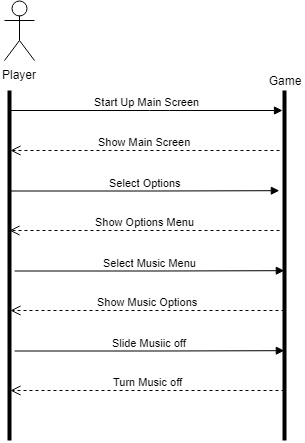 Player
Game
Start Up Main Screen
Show Main Screen
Select Options
Show Options Menu
Select Music Menu
Show Music Options
Slide Musiic off
Turn Music off